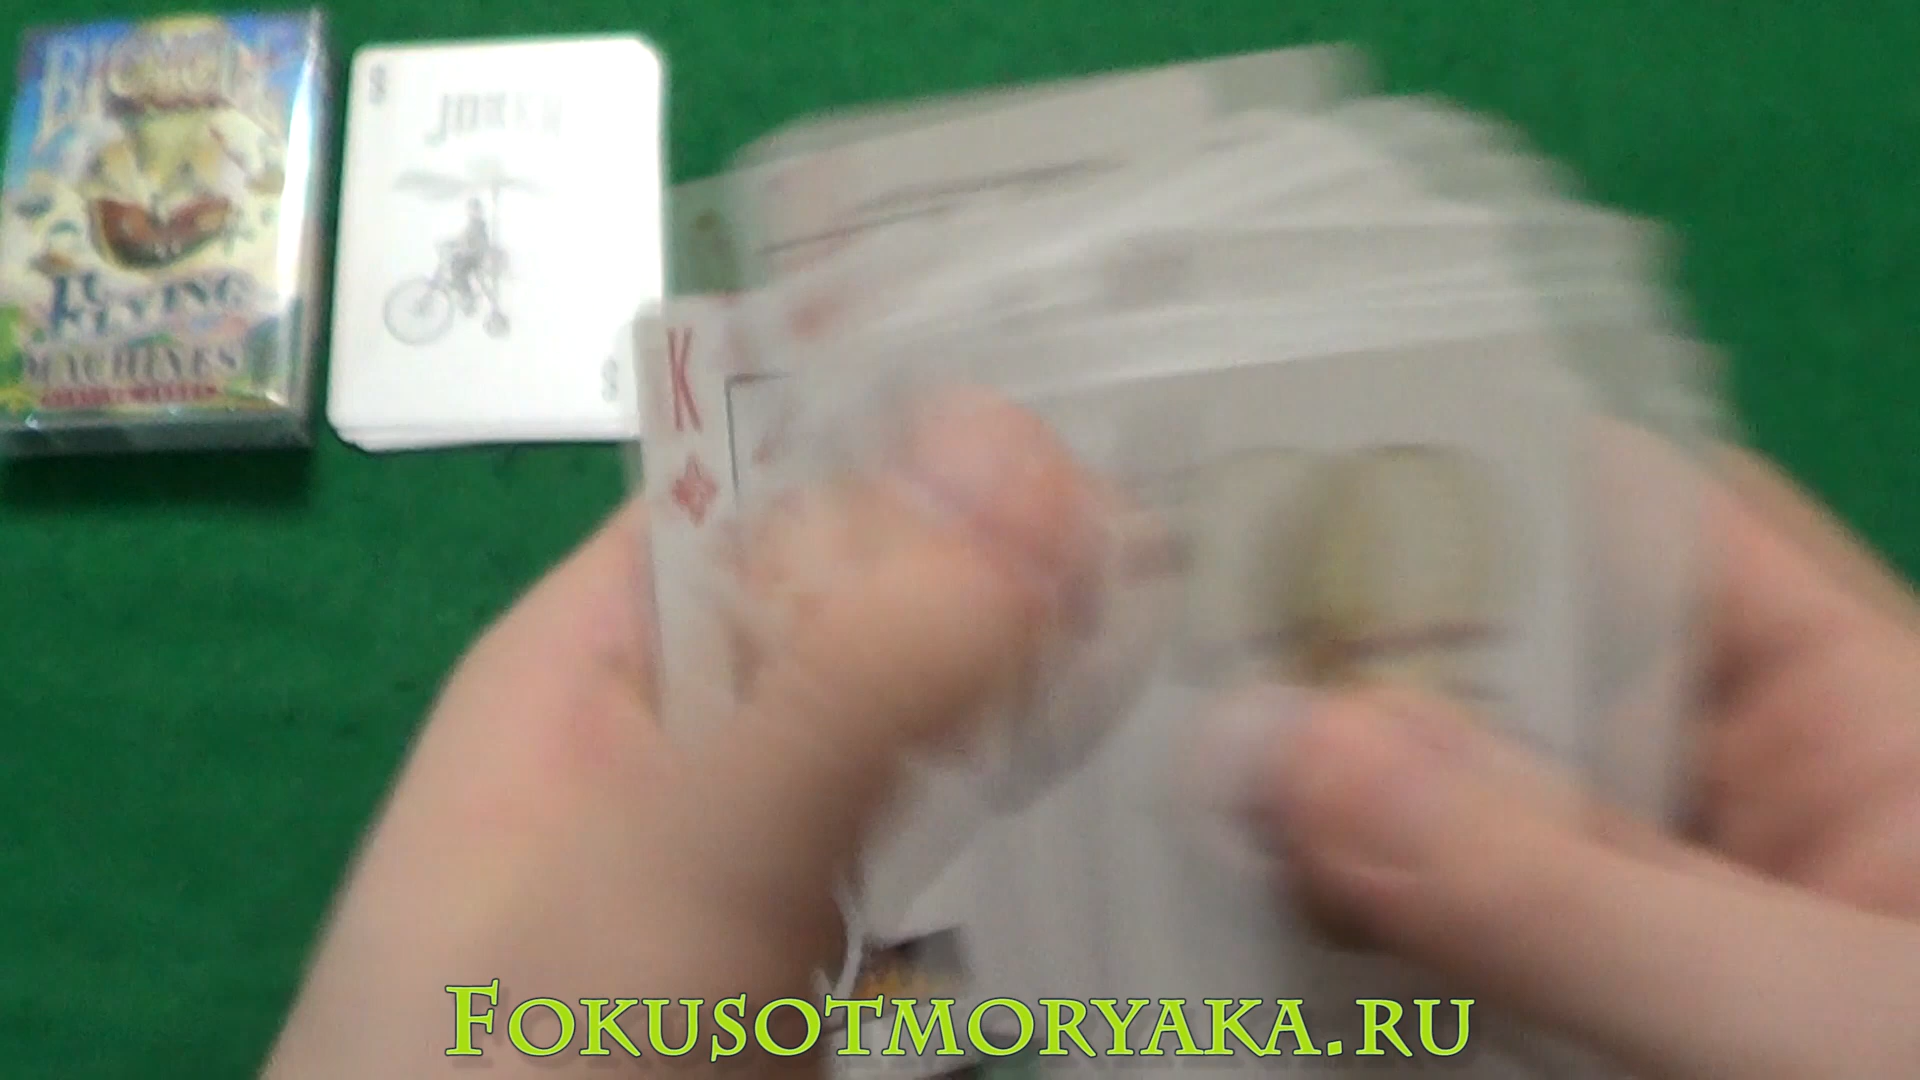 BICYCLE
FLYING
MACHINES
JOKER
K
FOKUSOTMORYAKA.RU